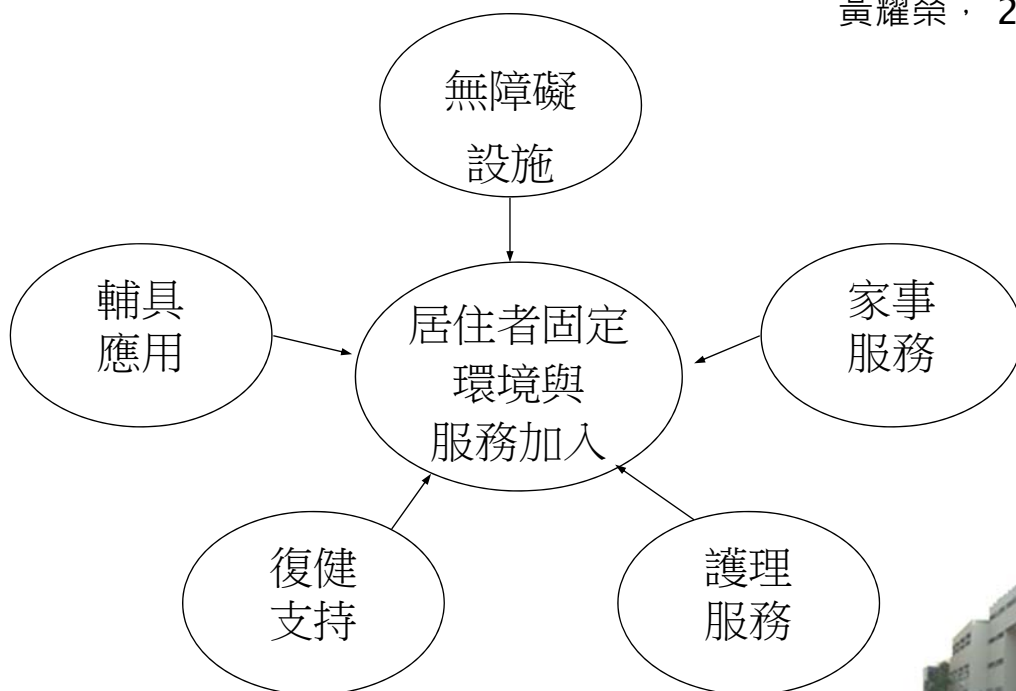 黃耀榮， 2
無障礙
設施
輔具
應用
居住者固定
環境與
服務加入
家事
服務
復健
支持
護理
服務